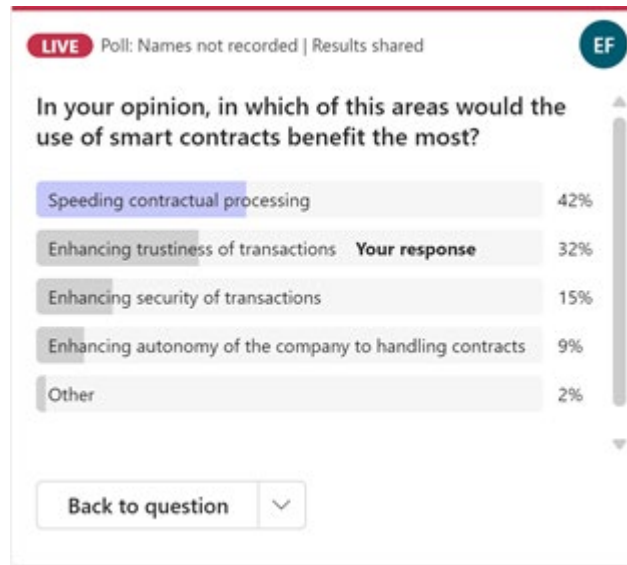 LIVE Poll: Names not recorded | Results shared
EF
In your opinion, in which of this areas would the
use of smart contracts benefit the most?
Speeding contractual processing 42%
Enhancing trustiness of transactions Your response 32%
Enhancing security of transactions 15%
Enhancing autonomy of the company to handling contracts 9%
Other 2%
Back to question